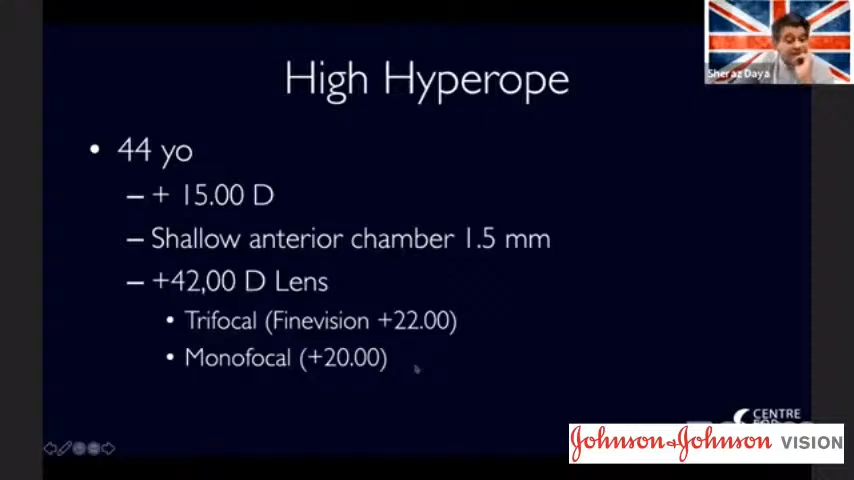 High Hyperope
Sheraz Daya
• 44 yo
– + 15.00 D
– Shallow anterior chamber 1.5 mm
– +42,00 D Lens
• Trifocal (Finevision +22.00)
• Monofocal (+20.00)
CENTRE
Johnson & Johnson VISION